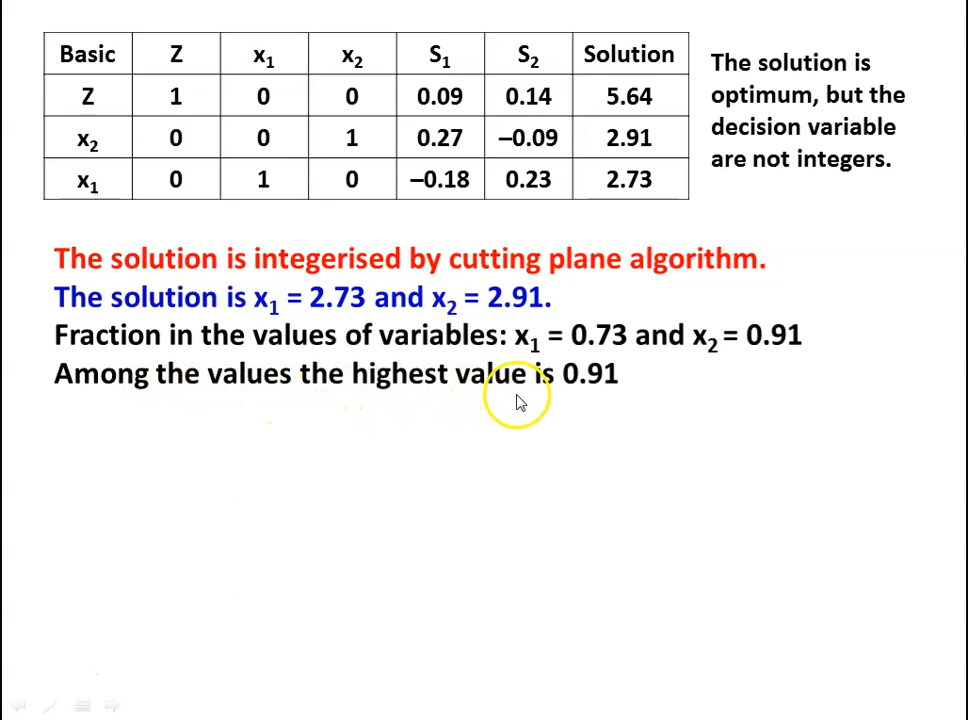 Basic Z x₁ x₂ S₁ S₂ Solution
Z 1 0 0 0.09 0.14 5.64
x₂ 0 0 1 0.27 –0.09 2.91
x₁ 0 1 0 –0.18 0.23 2.73
The solution is
optimum, but the
decision variable
are not integers.
The solution is integerised by cutting plane algorithm.
The solution is x₁ = 2.73 and x₂ = 2.91.
Fraction in the values of variables: x₁ = 0.73 and x₂ = 0.91
Among the values the highest value is 0.91